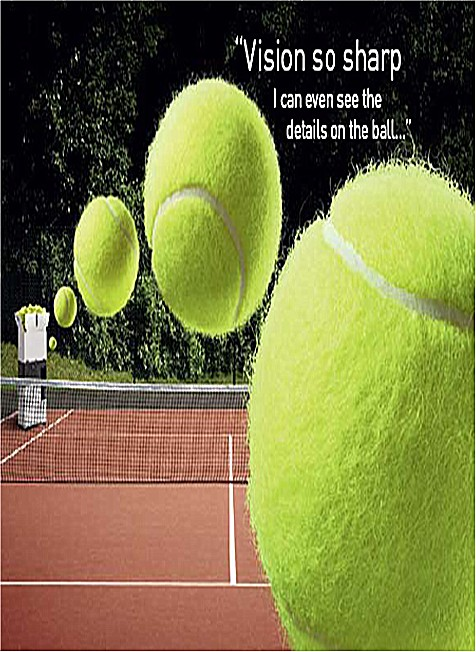 “Vision so sharp
I can even see the
details on the ball...”